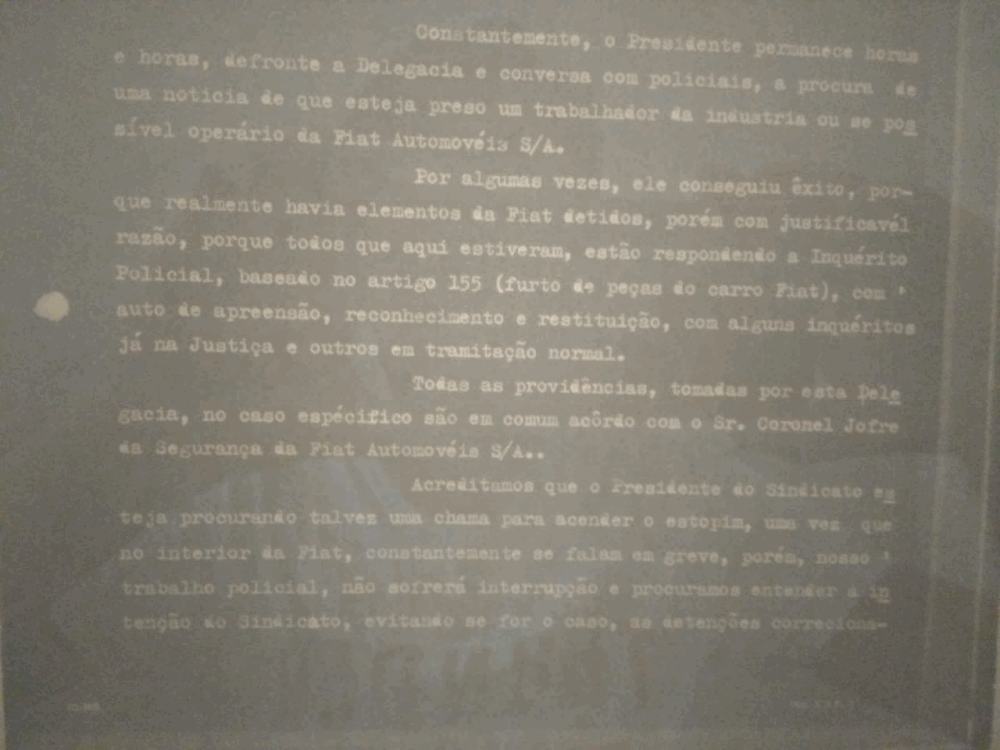 Constantemente, o Presidente permanece horas
e horas, defronte a Delegacia e conversa com policiais, a procura de
uma noticia de que esteja preso um trabalhador da industria ou se pos
sível operário da Fiat Automovéis S/A.
Por algumas vezes, ele conseguiu êxito, por-
que realmente havia elementos da Fiat detidos, porém com justificavél
razão, porque todos que aqui estiveram, estão respondendo a Inquérito
Policial, baseado no artigo 155 (furto de peças do carro Fiat), com '
auto de apreensão, reconhecimento e restituição, com alguns inquéritos
já na Justiça e outros em tramitação normal.
Todas as providências, tomadas por esta Dele
gacia, no caso espécifico são em comum acôrdo com o Sr. Coronel Jofre
da Segurança da Fiat Automovéis S/A..
Acreditamos que o Presidente do Sindicato es
teja procurando talvez uma chama para acender o estopim, uma vez que
no interior da Fiat, constantemente se falam em greve, porém, nosso '
trabalho policial, não sofrerá interrupção e procuramos entender a in
tenção do Sindicato, evitando se for o caso, as detenções correciona-